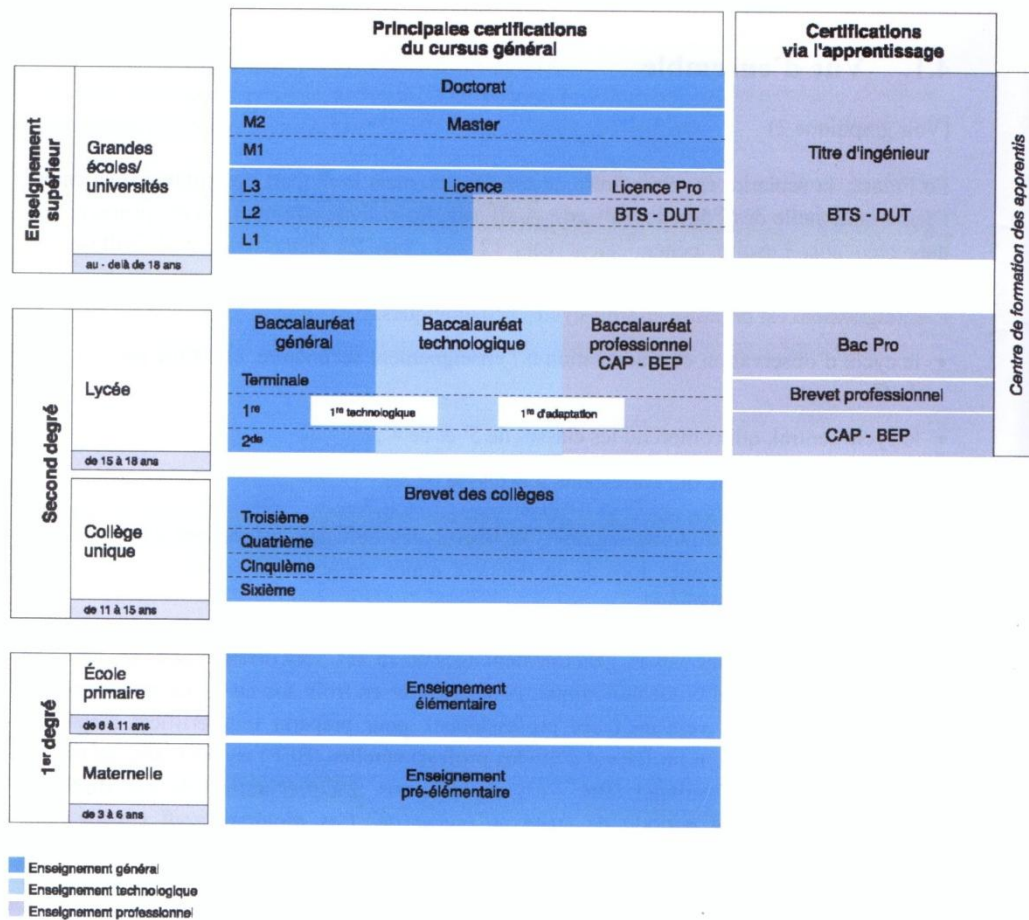 Principales certifications
du cursus général
Certifications
via l'apprentissage
Enseignement
supérieur
Grandes
écoles/
universités
au - delà de 18 ans
Doctorat
M2
Master
M1
L3
Licence
Licence Pro
L2
BTS - DUT
L1
Titre d'ingénieur
BTS - DUT
Centre de formation des apprentis
Second degré
Lycée
de 15 à 18 ans
Baccalauréat
général
Baccalauréat
technologique
Baccalauréat
professionnel
CAP - BEP
Terminale
1re
1re technologique
1re d'adaptation
2de
Bac Pro
Brevet professionnel
CAP - BEP
Collège
unique
de 11 à 15 ans
Brevet des collèges
Troisième
Quatrième
Cinquième
Sixième
1er degré
École
primaire
de 6 à 11 ans
Enseignement
élémentaire
Maternelle
de 3 à 6 ans
Enseignement
pré-élémentaire
Enseignement général
Enseignement technologique
Enseignement professionnel